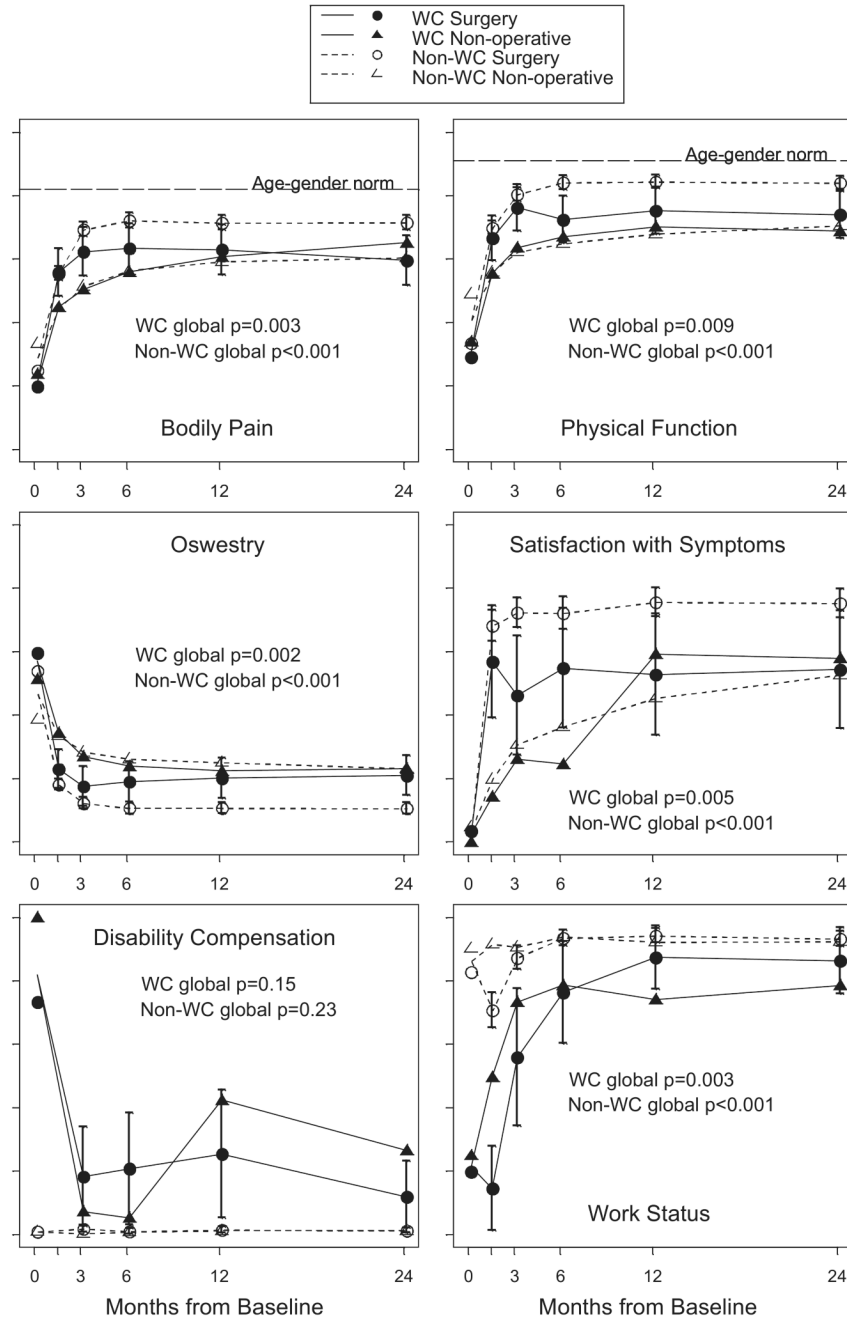 WC Surgery
WC Non-operative
Non-WC Surgery
Non-WC Non-operative
Age-gender norm
WC global p=0.003
Non-WC global p<0.001
Bodily Pain
0 3 6 12 24
Age-gender norm
WC global p=0.009
Non-WC global p<0.001
Physical Function
0 3 6 12 24
Oswestry
WC global p=0.002
Non-WC global p<0.001
0 3 6 12 24
Satisfaction with Symptoms
WC global p=0.005
Non-WC global p<0.001
0 3 6 12 24
Disability Compensation
WC global p=0.15
Non-WC global p=0.23
0 3 6 12 24
Months from Baseline
WC global p=0.003
Non-WC global p<0.001
Work Status
0 3 6 12 24
Months from Baseline